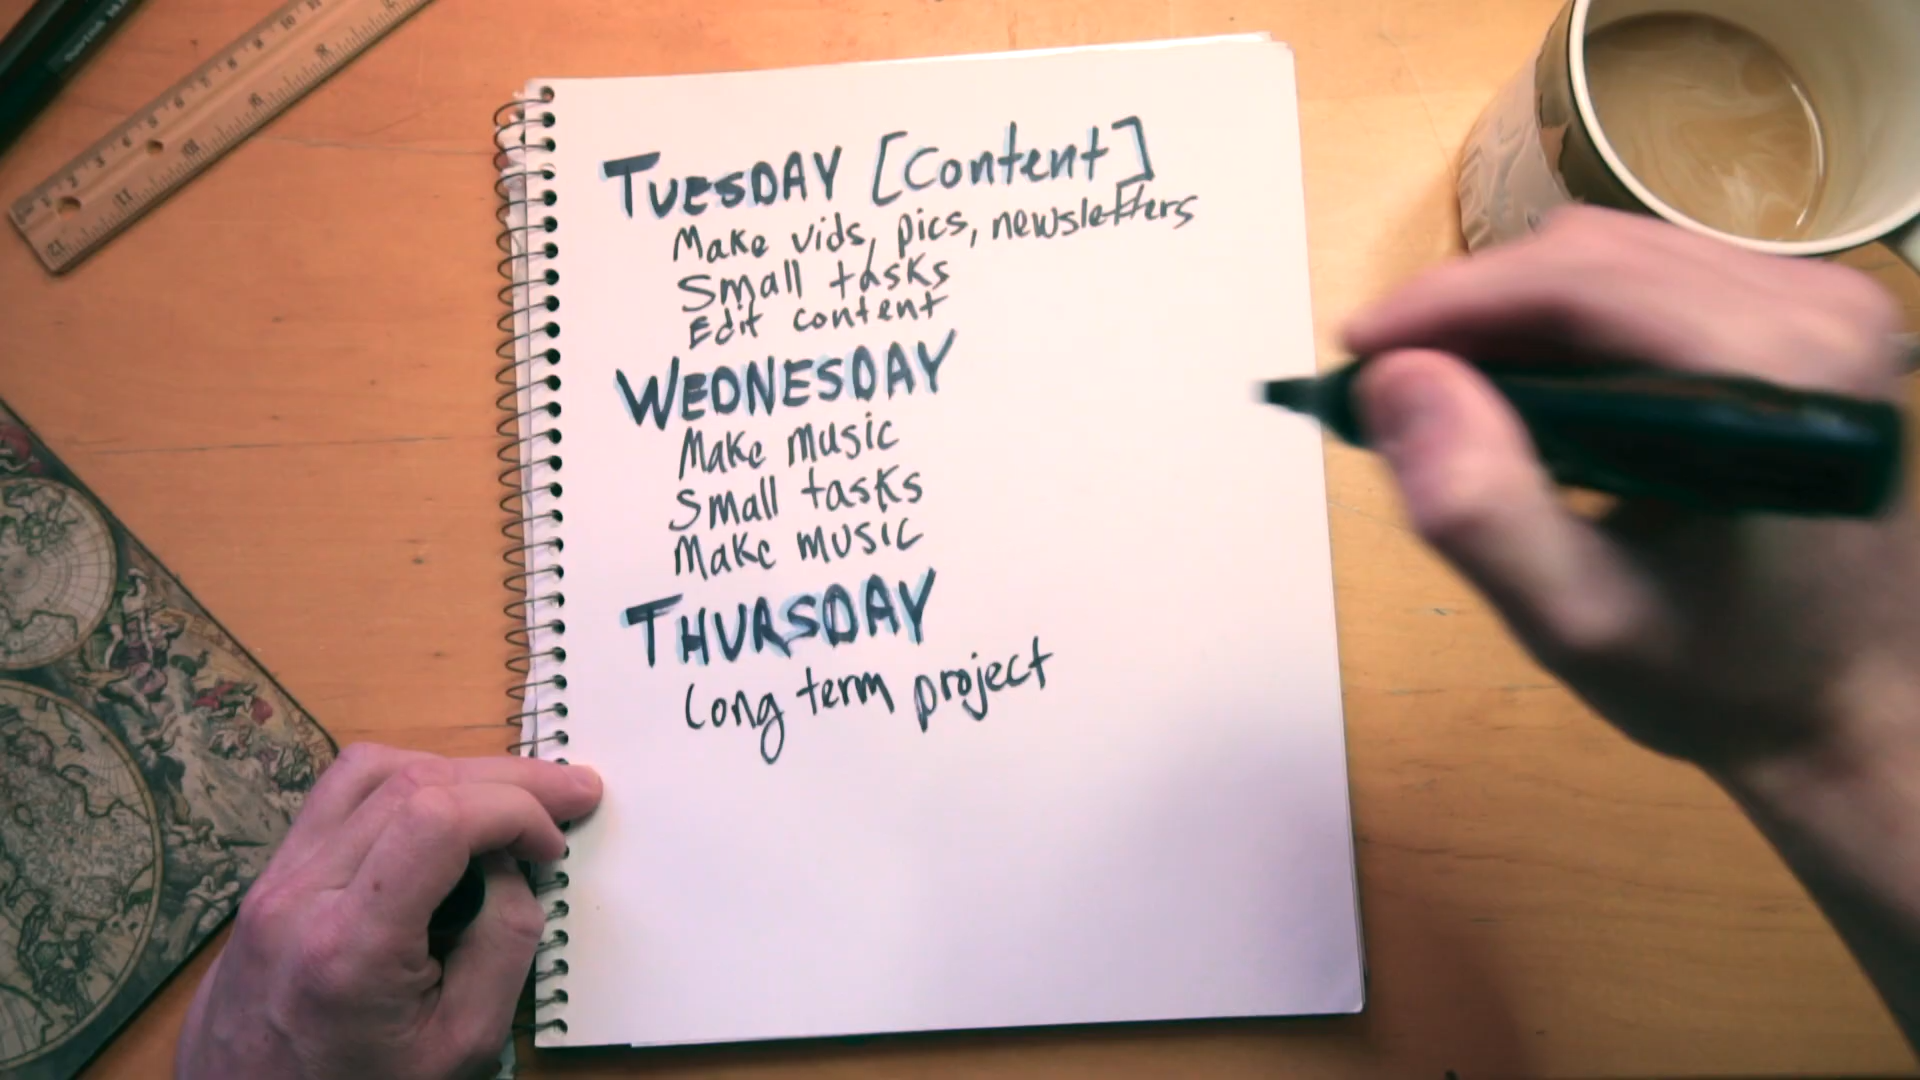 TUESDAY [Content]
Make vids, pics, newsletters
Small tasks
Edit content
WEDNESDAY
Make music
Small tasks
Make music
THURSDAY
Long term project